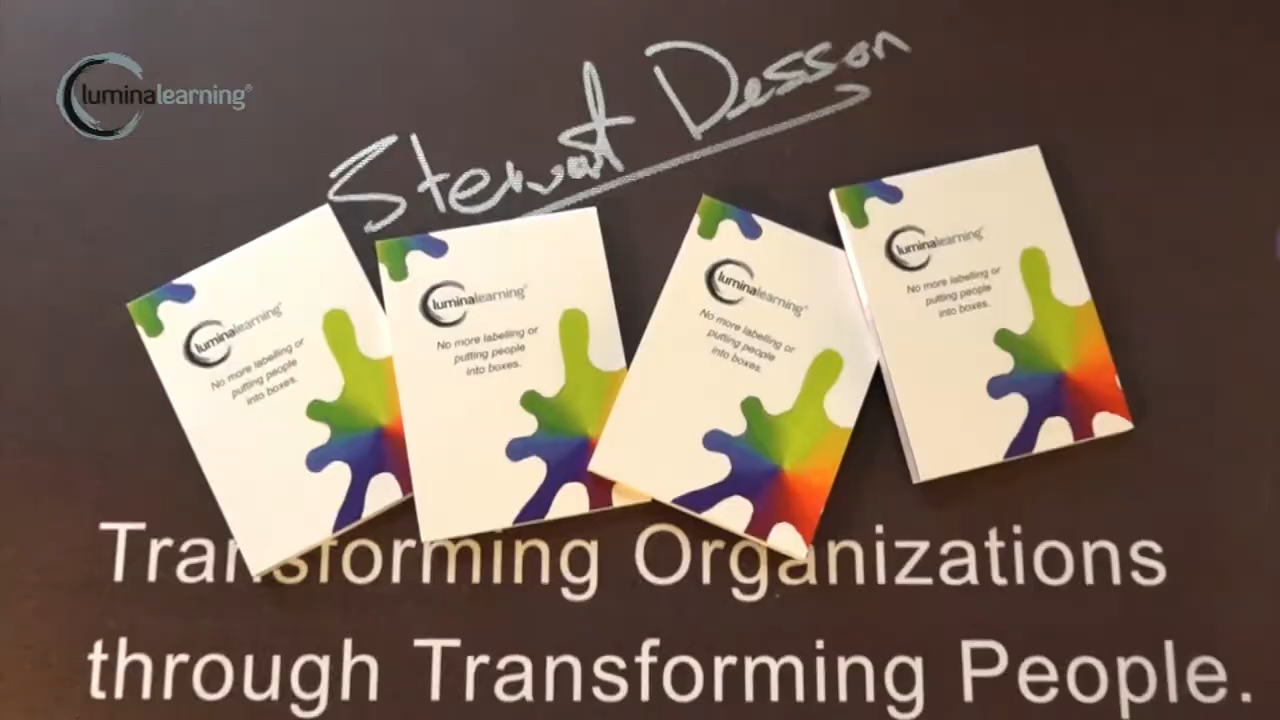 luminalearning®
Stewart Desson
luminalearning®
No more labelling or
putting people
into boxes.
luminalearning®
No more labelling or
putting people
into boxes.
luminalearning®
No more labelling or
putting people
into boxes.
luminalearning®
No more labelling or
putting people
into boxes.
Transforming Organizations
through Transforming People.